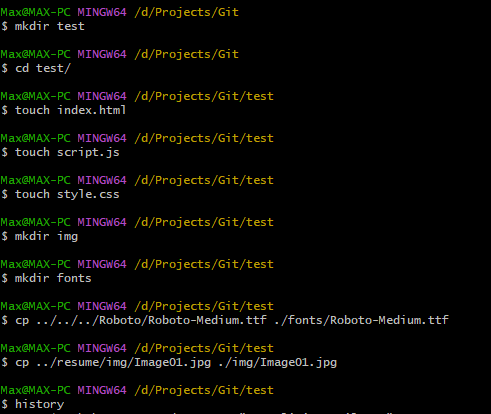 Max@MAX-PC MINGW64 /d/Projects/Git
$ mkdir test
Max@MAX-PC MINGW64 /d/Projects/Git
$ cd test/
Max@MAX-PC MINGW64 /d/Projects/Git/test
$ touch index.html
Max@MAX-PC MINGW64 /d/Projects/Git/test
$ touch script.js
Max@MAX-PC MINGW64 /d/Projects/Git/test
$ touch style.css
Max@MAX-PC MINGW64 /d/Projects/Git/test
$ mkdir img
Max@MAX-PC MINGW64 /d/Projects/Git/test
$ mkdir fonts
Max@MAX-PC MINGW64 /d/Projects/Git/test
$ cp ../../../Roboto/Roboto-Medium.ttf ./fonts/Roboto-Medium.ttf
Max@MAX-PC MINGW64 /d/Projects/Git/test
$ cp ../resume/img/Image01.jpg ./img/Image01.jpg
Max@MAX-PC MINGW64 /d/Projects/Git/test
$ history